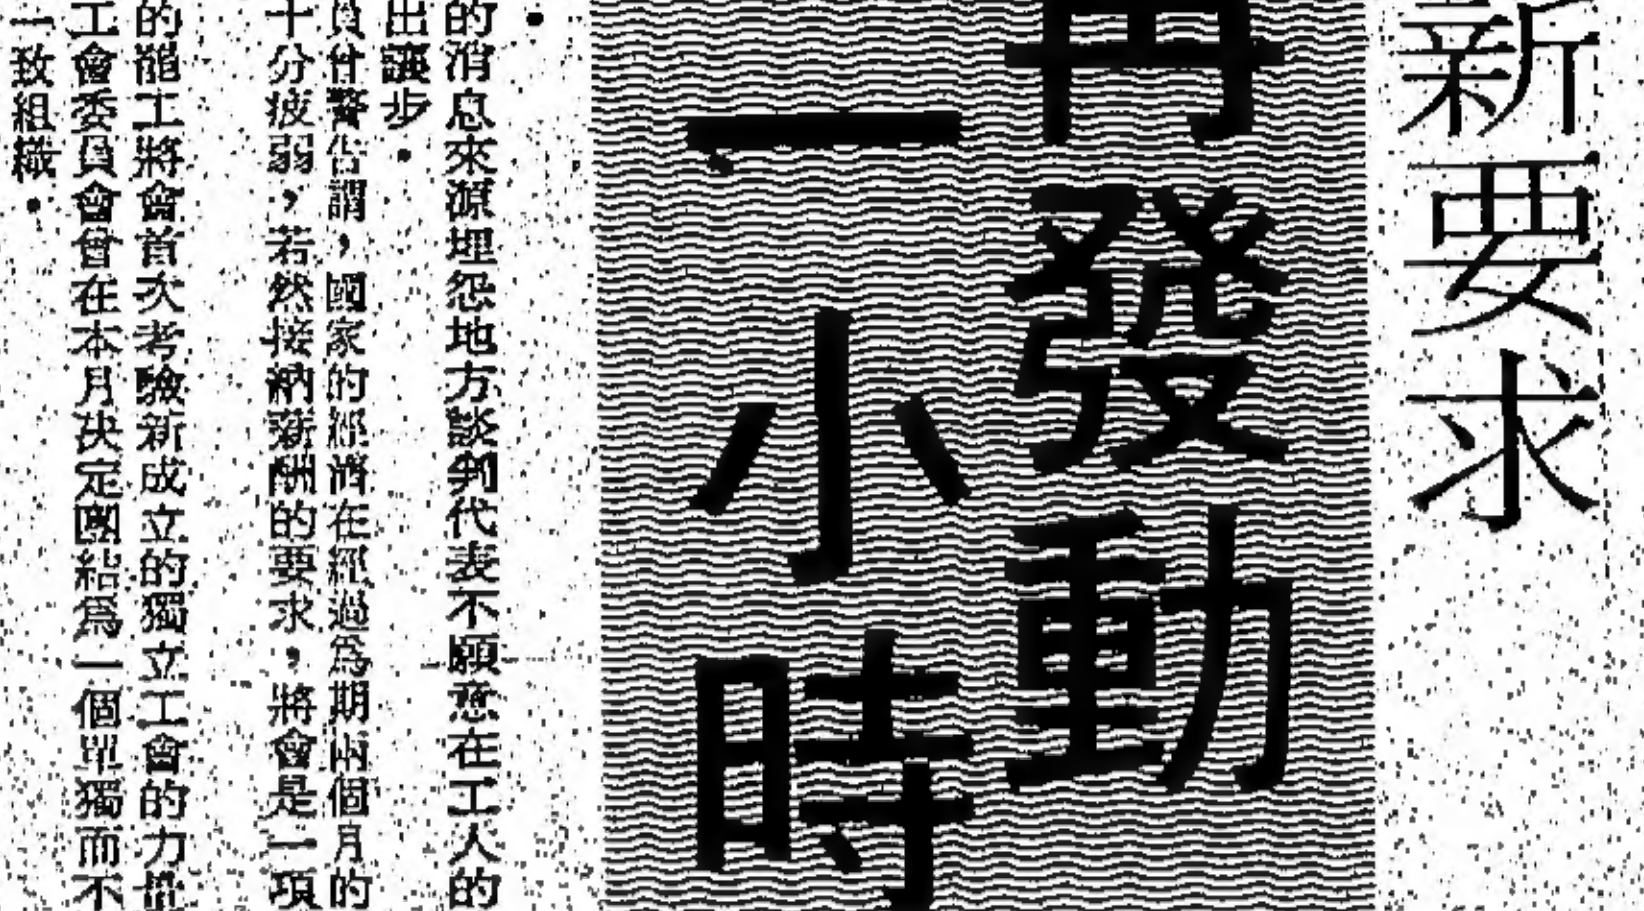 新要求
再發動
一小時
的消息來源埋怨地方談判代表不願意在工人的
出讓步．
員曾警告謂，國家的經濟在經過為期兩個月的
十分疲弱，若然接納薪酬的要求，將會是一項
的罷工將會首次考驗新成立的獨立工會的力量
工會委員會曾在本月決定團結為一個單獨而不
一致組織．